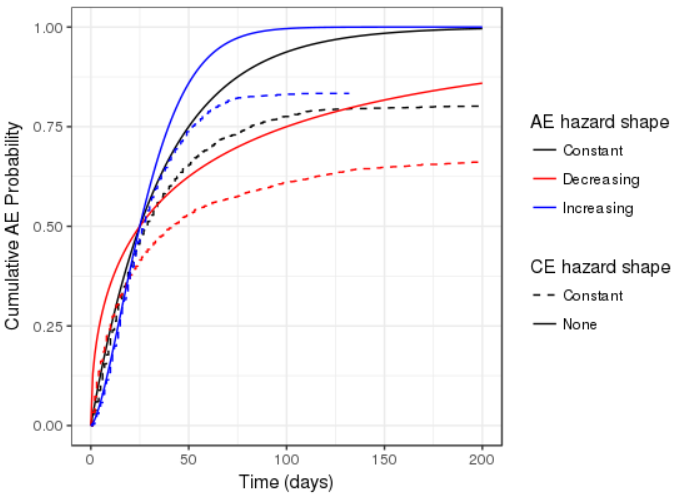 Cumulative AE Probability
1.00
0.75
0.50
0.25
0.00
0
50
100
150
200
Time (days)
AE hazard shape
Constant
Decreasing
Increasing
CE hazard shape
Constant
None